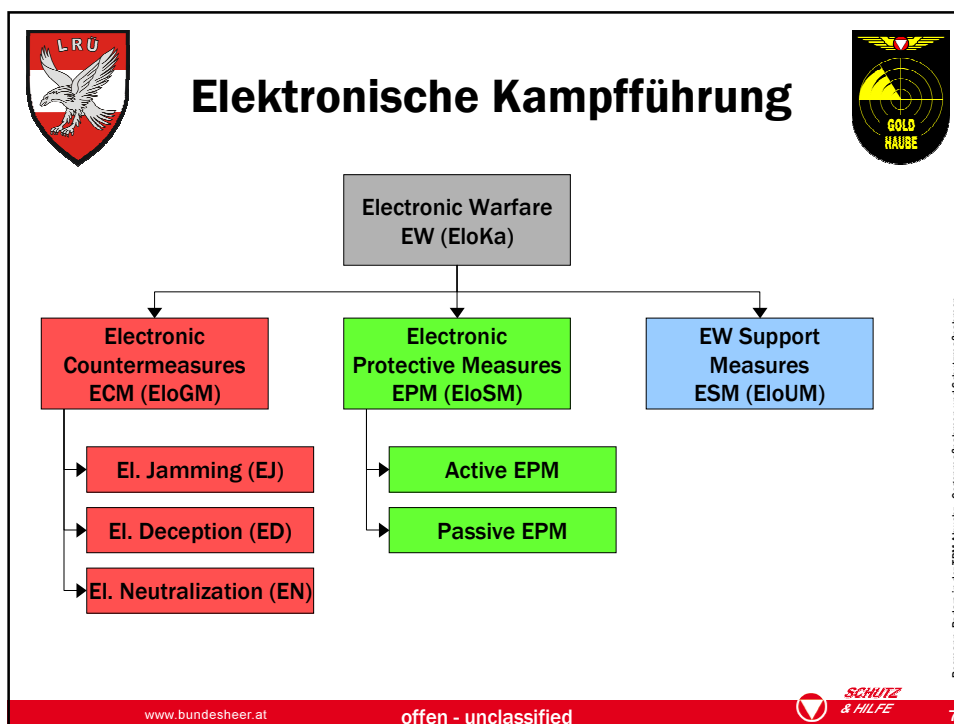 LRÜ
Elektronische Kampfführung
GOLD
HAUBE
Electronic Warfare
EW (EloKa)
Electronic
Countermeasures
ECM (EloGM)
Electronic
Protective Measures
EPM (EloSM)
EW Support
Measures
ESM (EloUM)
El. Jamming (EJ)
Active EPM
El. Deception (ED)
Passive EPM
El. Neutralization (EN)
www.bundesheer.at
offen - unclassified
SCHUTZ
& HILFE
7